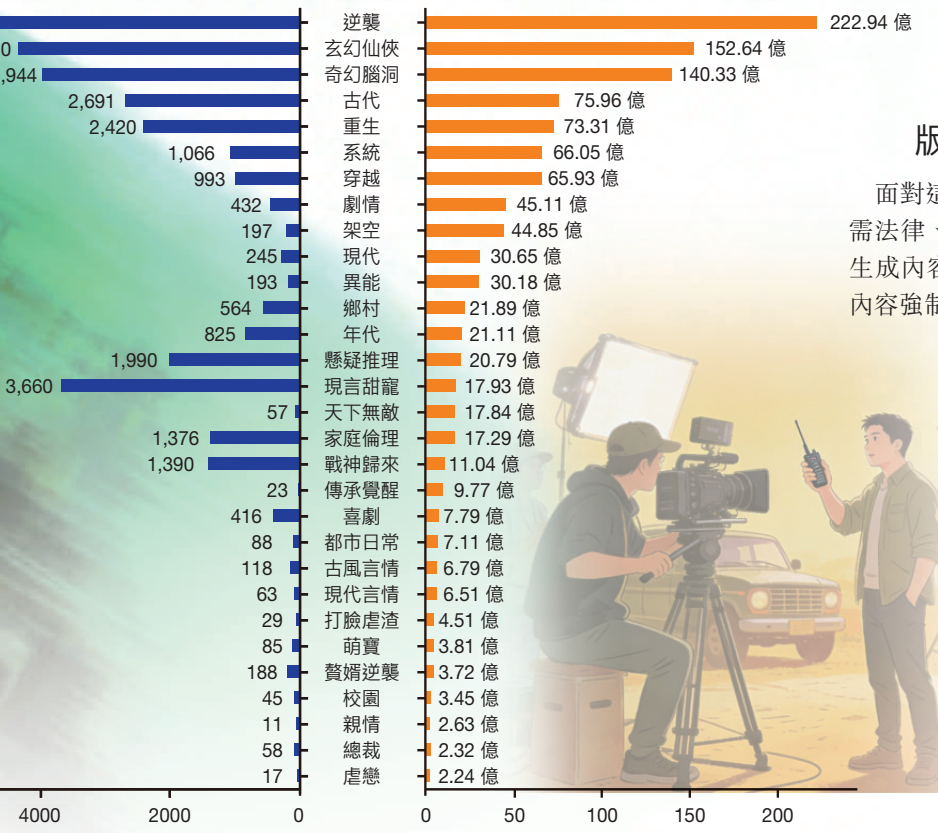 逆襲 222.94 億
0 玄幻仙俠 152.64 億
,944 奇幻腦洞 140.33 億
2,691 古代 75.96 億
2,420 重生 73.31 億
1,066 系統 66.05 億
993 穿越 65.93 億
432 劇情 45.11 億
197 架空 44.85 億
245 現代 30.65 億
193 異能 30.18 億
564 鄉村 21.89 億
825 年代 21.11 億
1,990 懸疑推理 20.79 億
3,660 現言甜寵 17.93 億
57 天下無敵 17.84 億
1,376 家庭倫理 17.29 億
1,390 戰神歸來 11.04 億
23 傳承覺醒 9.77 億
416 喜劇 7.79 億
88 都市日常 7.11 億
118 古風言情 6.79 億
63 現代言情 6.51 億
29 打臉虐渣 4.51 億
85 萌寶 3.81 億
188 贅婿逆襲 3.72 億
45 校園 3.45 億
11 親情 2.63 億
58 總裁 2.32 億
17 虐戀 2.24 億
4000 2000 0 0 50 100 150 200
版
面對這
需法律、
生成內容
內容強制